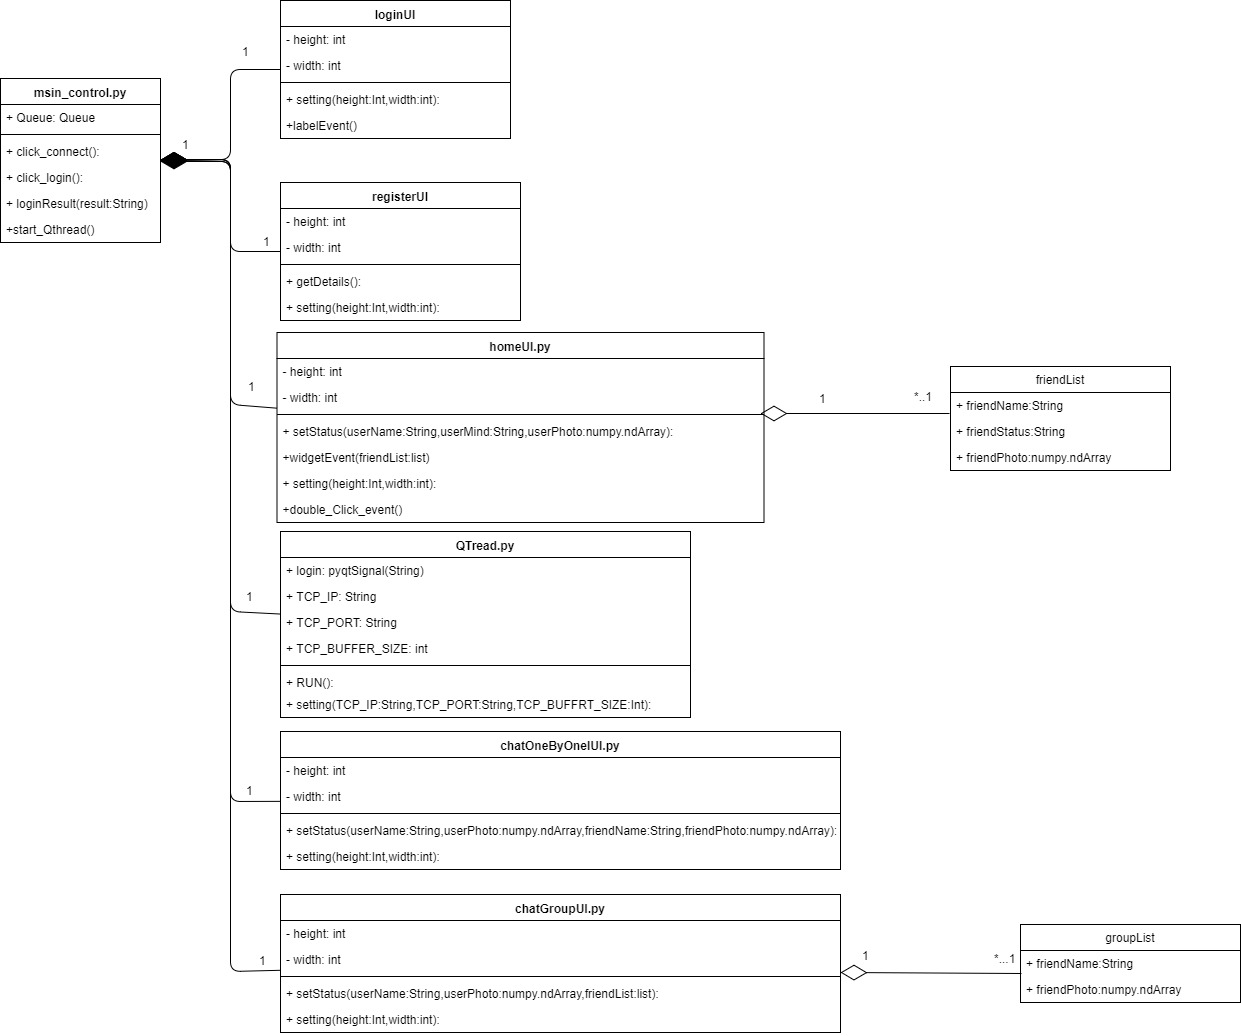 loginUI
- height: int
- width: int
+ setting(height:Int,width:int):
+labelEvent()
1
msin_control.py
+ Queue: Queue
+ click_connect():
+ click_login():
+ loginResult(result:String)
+start_Qthread()
1
registerUI
- height: int
- width: int
+ getDetails():
+ setting(height:Int,width:int):
1
homeUI.py
- height: int
- width: int
+ setStatus(userName:String,userMind:String,userPhoto:numpy.ndArray):
+widgetEvent(friendList:list)
+ setting(height:Int,width:int):
+double_Click_event()
1
1
*..1
friendList
+ friendName:String
+ friendStatus:String
+ friendPhoto:numpy.ndArray
QTread.py
+ login: pyqtSignal(String)
+ TCP_IP: String
+ TCP_PORT: String
+ TCP_BUFFER_SIZE: int
+ RUN():
+ setting(TCP_IP:String,TCP_PORT:String,TCP_BUFFRT_SIZE:Int):
1
chatOneByOneIUI.py
- height: int
- width: int
+ setStatus(userName:String,userPhoto:numpy.ndArray,friendName:String,friendPhoto:numpy.ndArray):
+ setting(height:Int,width:int):
1
chatGroupUI.py
- height: int
- width: int
+ setStatus(userName:String,userPhoto:numpy.ndArray,friendList:list):
+ setting(height:Int,width:int):
1
1
*...1
groupList
+ friendName:String
+ friendPhoto:numpy.ndArray